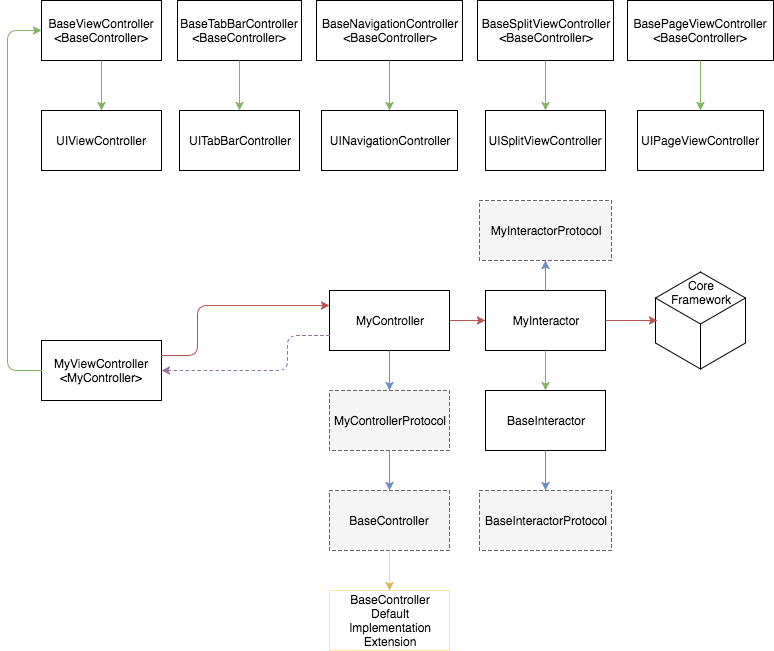 BaseViewController
<BaseController>
BaseTabBarController
<BaseController>
BaseNavigationController
<BaseController>
BaseSplitViewController
<BaseController>
BasePageViewController
<BaseController>
UIViewController
UITabBarController
UINavigationController
UISplitViewController
UIPageViewController
MyInteractorProtocol
Core
Framework
MyController
MyInteractor
MyViewController
<MyController>
MyControllerProtocol
BaseInteractor
BaseController
BaseInteractorProtocol
BaseController
Default
Implementation
Extension